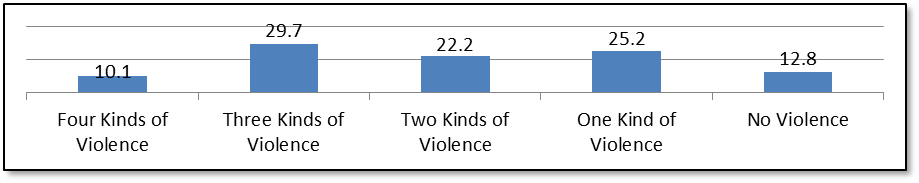 10.1
29.7
22.2
25.2
12.8
Four Kinds of
Violence
Three Kinds of
Violence
Two Kinds of
Violence
One Kind of
Violence
No Violence